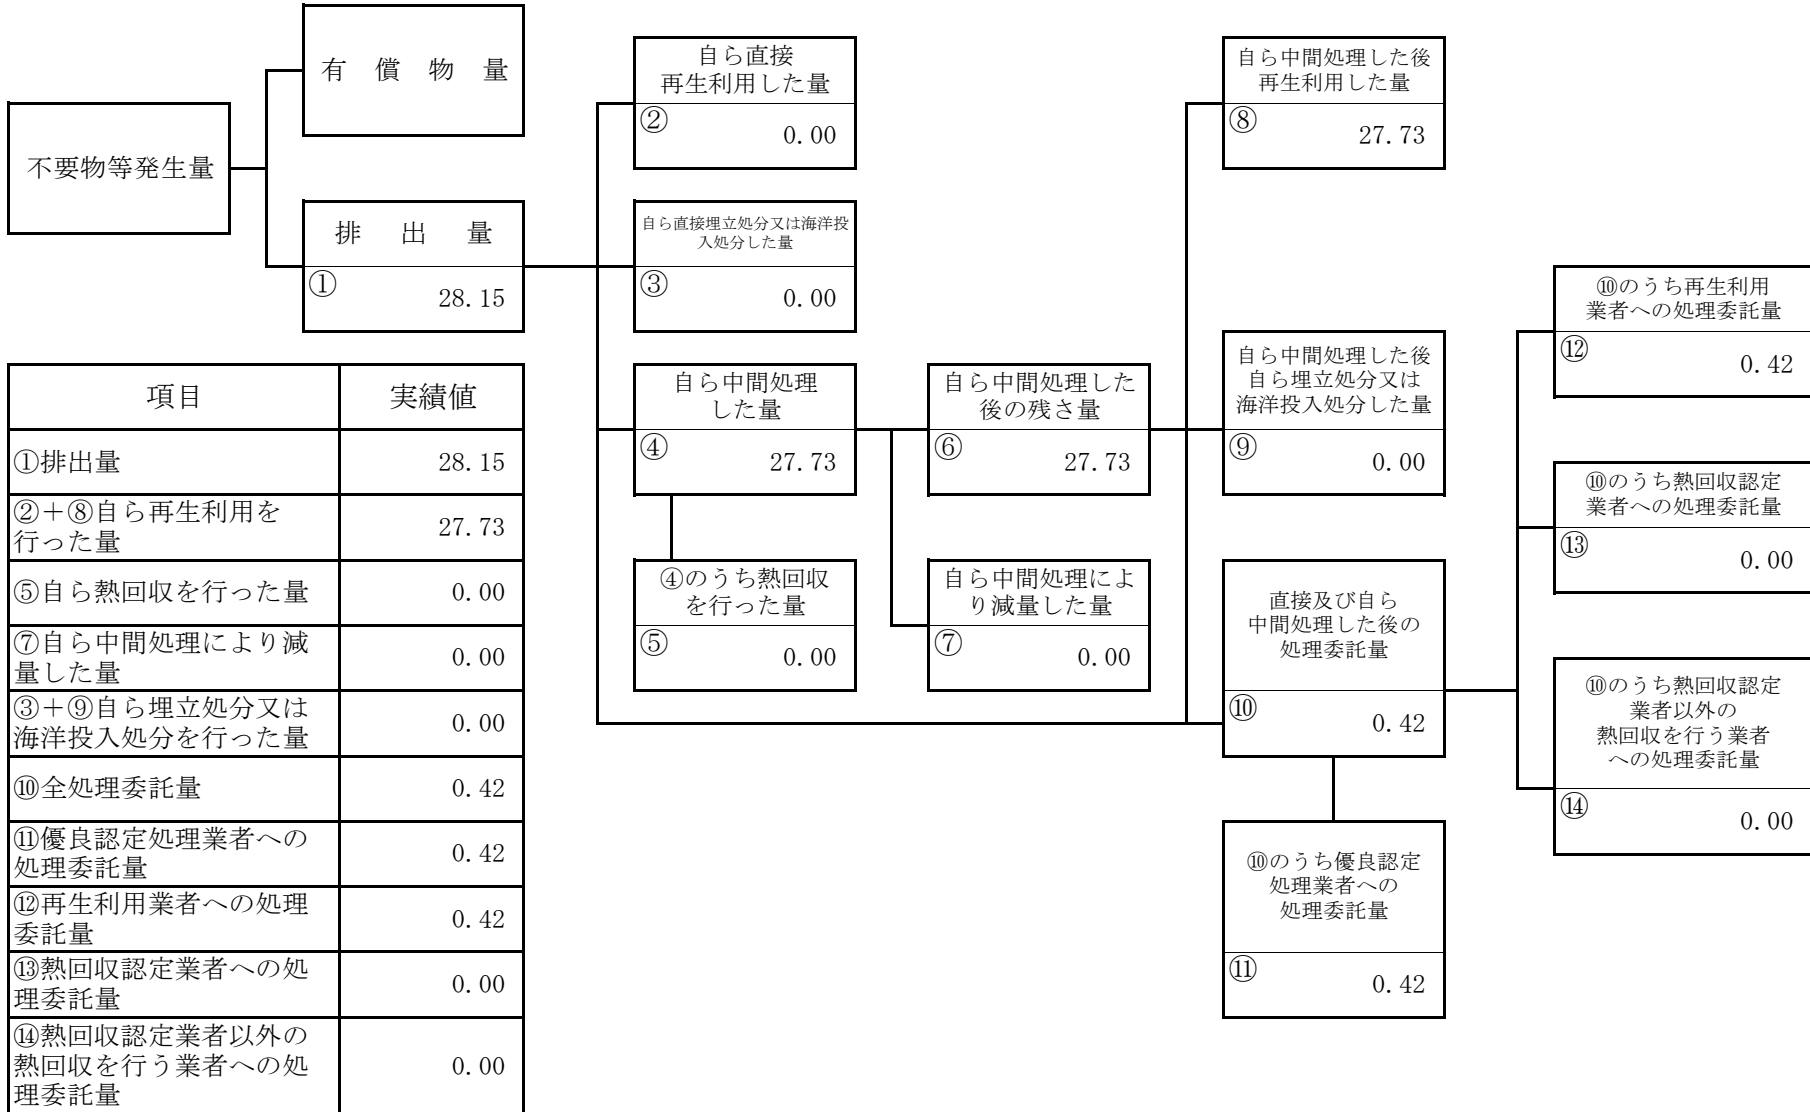 有　償　物　量
不要物等発生量
排　出　量
①
28.15
自ら直接
再生利用した量
②
0.00
自ら直接埋立処分又は海洋投
入処分した量
③
0.00
自ら中間処理
した量
④
27.73
④のうち熱回収
を行った量
⑤
0.00
自ら中間処理した
後の残さ量
⑥
27.73
自ら中間処理によ
り減量した量
⑦
0.00
自ら中間処理した後
再生利用した量
⑧
27.73
自ら中間処理した後
自ら埋立処分又は
海洋投入処分した量
⑨
0.00
直接及び自ら
中間処理した後の
処理委託量
⑩
0.42
⑩のうち優良認定
処理業者への
処理委託量
⑪
0.42
⑩のうち再生利用
業者への処理委託量
⑫
0.42
⑩のうち熱回収認定
業者への処理委託量
⑬
0.00
⑩のうち熱回収認定
業者以外の
熱回収を行う業者
への処理委託量
⑭
0.00
項目 実績値
①排出量 28.15
②＋⑧自ら再生利用を
行った量 27.73
⑤自ら熱回収を行った量 0.00
⑦自ら中間処理により減
量した量 0.00
③＋⑨自ら埋立処分又は
海洋投入処分を行った量 0.00
⑩全処理委託量 0.42
⑪優良認定処理業者への
処理委託量 0.42
⑫再生利用業者への処理
委託量 0.42
⑬熱回収認定業者への処
理委託量 0.00
⑭熱回収認定業者以外の
熱回収を行う業者への処 0.00
理委託量